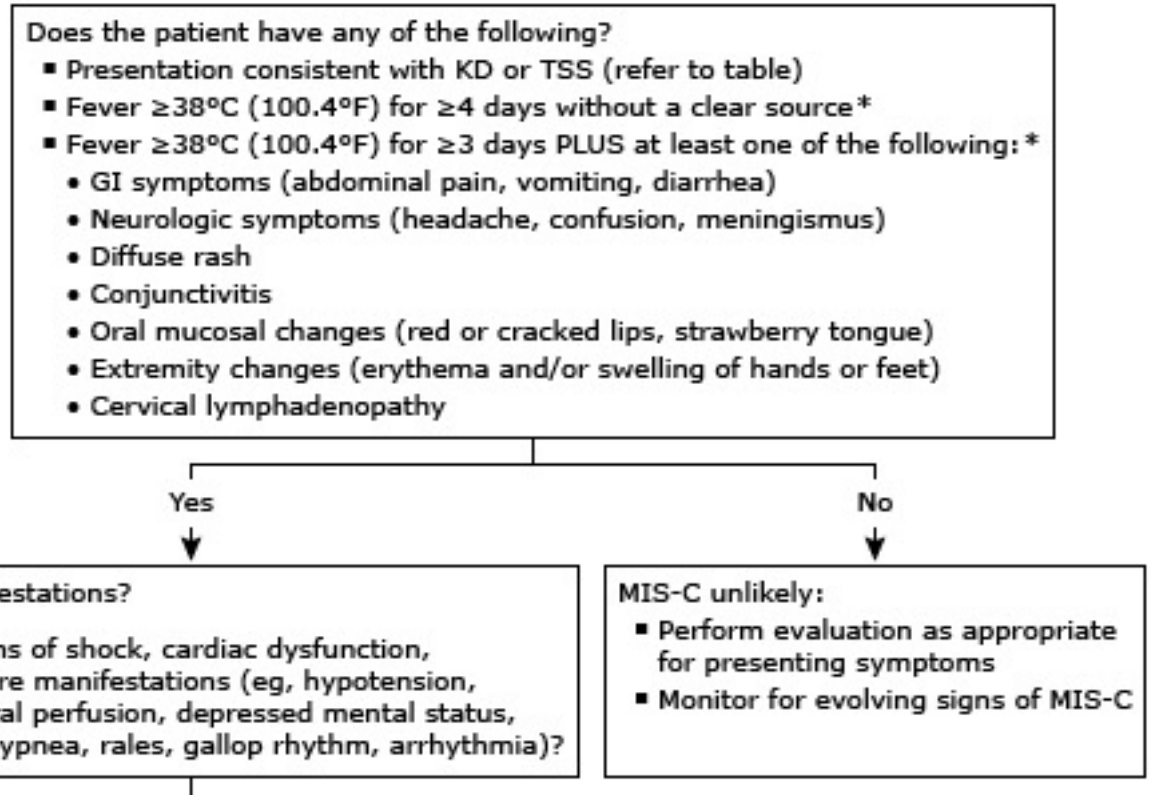 Does the patient have any of the following?
▪ Presentation consistent with KD or TSS (refer to table)
▪ Fever ≥38°C (100.4°F) for ≥4 days without a clear source*
▪ Fever ≥38°C (100.4°F) for ≥3 days PLUS at least one of the following:*
• GI symptoms (abdominal pain, vomiting, diarrhea)
• Neurologic symptoms (headache, confusion, meningismus)
• Diffuse rash
• Conjunctivitis
• Oral mucosal changes (red or cracked lips, strawberry tongue)
• Extremity changes (erythema and/or swelling of hands or feet)
• Cervical lymphadenopathy
Yes
No
estations?
ns of shock, cardiac dysfunction,
re manifestations (eg, hypotension,
al perfusion, depressed mental status,
ypnea, rales, gallop rhythm, arrhythmia)?
MIS-C unlikely:
▪ Perform evaluation as appropriate
for presenting symptoms
▪ Monitor for evolving signs of MIS-C